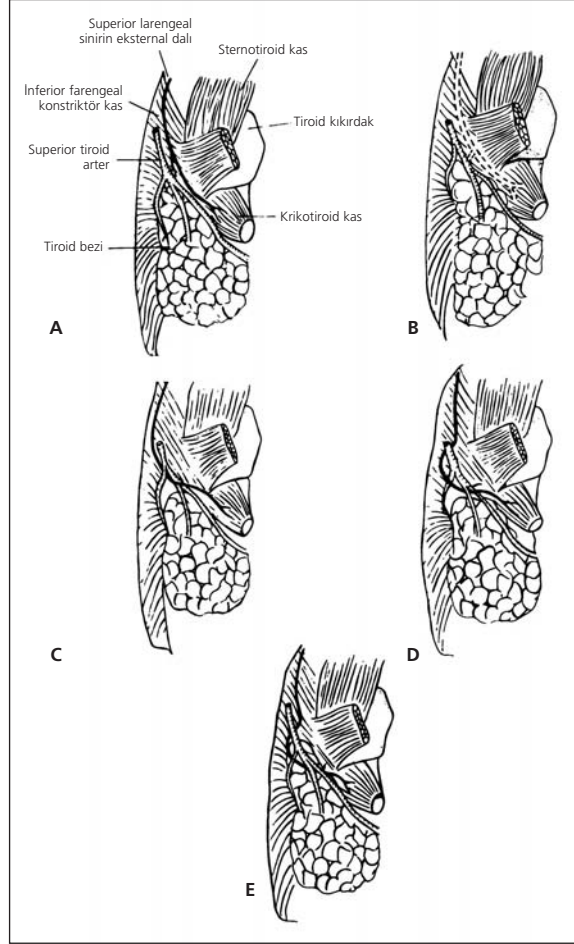 Superior larengeal
sinirin eksternal dalı
Sternotiroid kas
İnferior farengeal
konstriktör kas
Tiroid kıkırdak
Superior tiroid
arter
Krikotiroid kas
Tiroid bezi
A
B
C
D
E